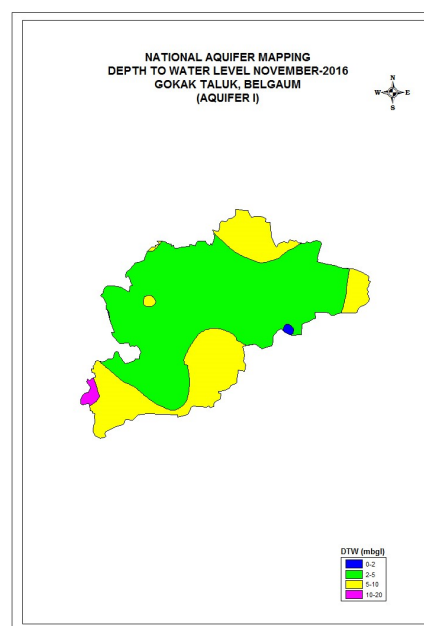 NATIONAL AQUIFER MAPPING
DEPTH TO WATER LEVEL NOVEMBER-2016
GOKAK TALUK, BELGAUM
(AQUIFER I)
N
W E
S
DTW (mbgl)
0-2
2-5
5-10
10-20